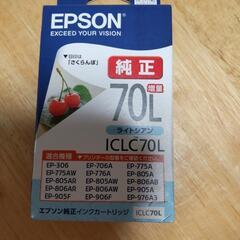 EPSON
EXCEED YOUR VISION
目印は
「さくらんぼ」
純正
70L
増量
ライトシアン
ICLC70L
適合機種
プリンターの型番をご確認ください。
EP-306 EP-706A EP-775A
EP-775AW EP-776A EP-805A
EP-805AR EP-805AW EP-806AB
EP-806AR EP-806AW EP-905A
EP-905F EP-906F EP-976A3
エプソン純正インクカートリッジ ICLC70L